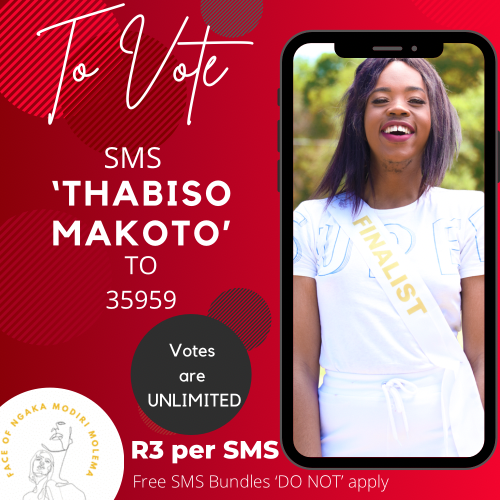 To Vote
SMS
‘THABISO
MAKOTO’
TO
35959
FINALIST
Votes
are
UNLIMITED
R3 per SMS
Free SMS Bundles ‘DO NOT’ apply
FACE OF NGAKA MODIRI MOLEMA